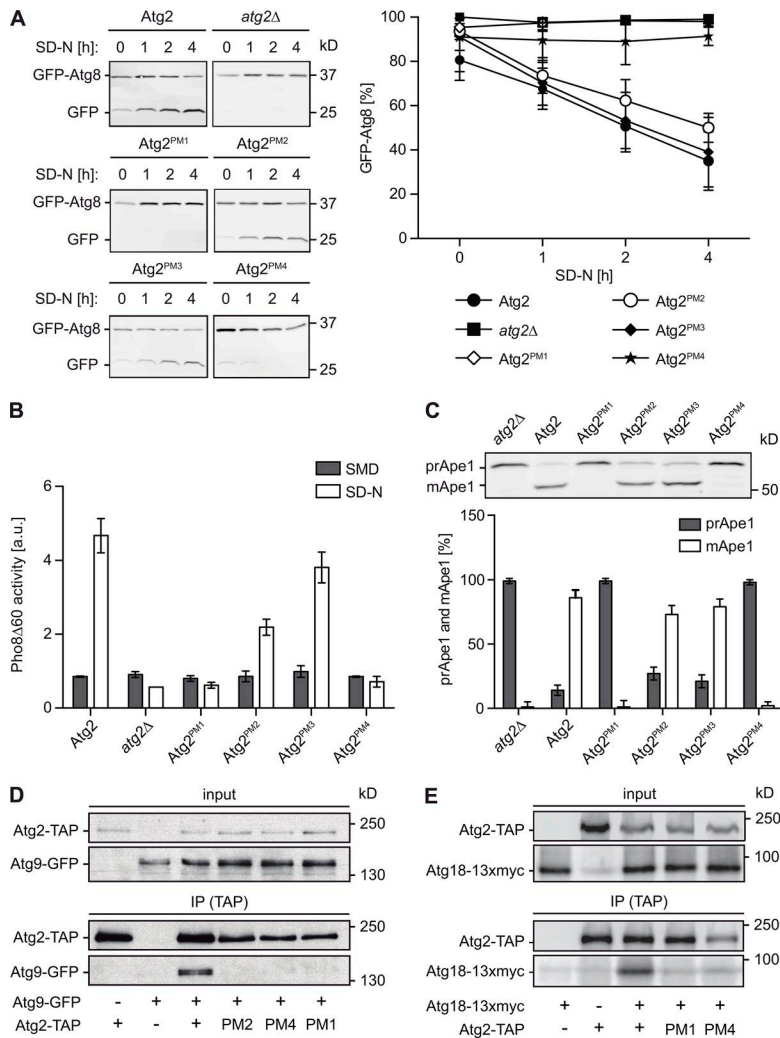 A
Atg2 atg2Δ
SD-N [h]: 0 1 2 4 0 1 2 4 kD
GFP-Atg8 37
GFP 25
Atg2PM1 Atg2PM2
SD-N [h]: 0 1 2 4 0 1 2 4
GFP-Atg8 37
GFP 25
Atg2PM3 Atg2PM4
SD-N [h]: 0 1 2 4 0 1 2 4
GFP-Atg8 37
GFP 25
GFP-Atg8 [%]
100
80
60
40
20
0
0 1 2 4
SD-N [h]
Atg2 Atg2PM2
atg2Δ Atg2PM3
Atg2PM1 Atg2PM4
B
SMD
SD-N
Pho8Δ60 activity [a.u.]
6
4
2
0
Atg2 atg2Δ Atg2PM1 Atg2PM2 Atg2PM3 Atg2PM4
C
atg2Δ Atg2 Atg2PM1 Atg2PM2 Atg2PM3 Atg2PM4 kD
prApe1
mApe1 50
prApe1 and mApe1 [%]
150
100
50
0
prApe1
mApe1
atg2Δ Atg2 Atg2PM1 Atg2PM2 Atg2PM3 Atg2PM4
D
input kD
Atg2-TAP 250
Atg9-GFP 130
IP (TAP)
Atg2-TAP 250
Atg9-GFP 130
Atg9-GFP - + + + + +
Atg2-TAP + - + PM2 PM4 PM1
E
input kD
Atg2-TAP 250
Atg18-13xmyc 100
IP (TAP)
Atg2-TAP 250
Atg18-13xmyc 100
Atg18-13xmyc + - + + +
Atg2-TAP - + + PM1 PM4